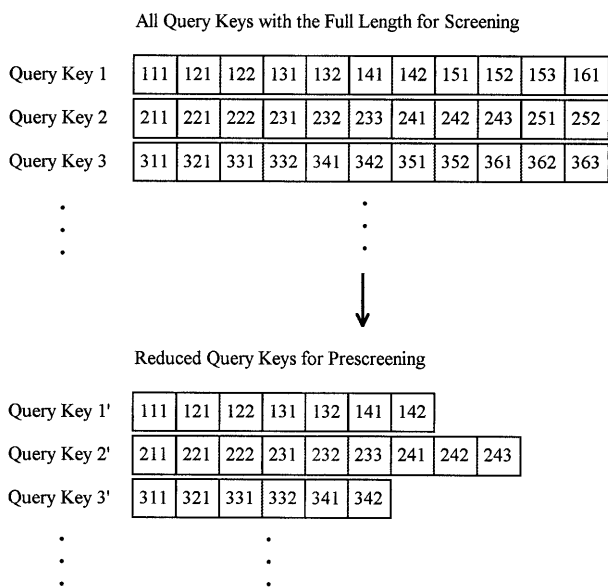 All Query Keys with the Full Length for Screening
Query Key 1 111 121 122 131 132 141 142 151 152 153 161
Query Key 2 211 221 222 231 232 233 241 242 243 251 252
Query Key 3 311 321 331 332 341 342 351 352 361 362 363
Reduced Query Keys for Prescreening
Query Key 1' 111 121 122 131 132 141 142
Query Key 2' 211 221 222 231 232 233 241 242 243
Query Key 3' 311 321 331 332 341 342